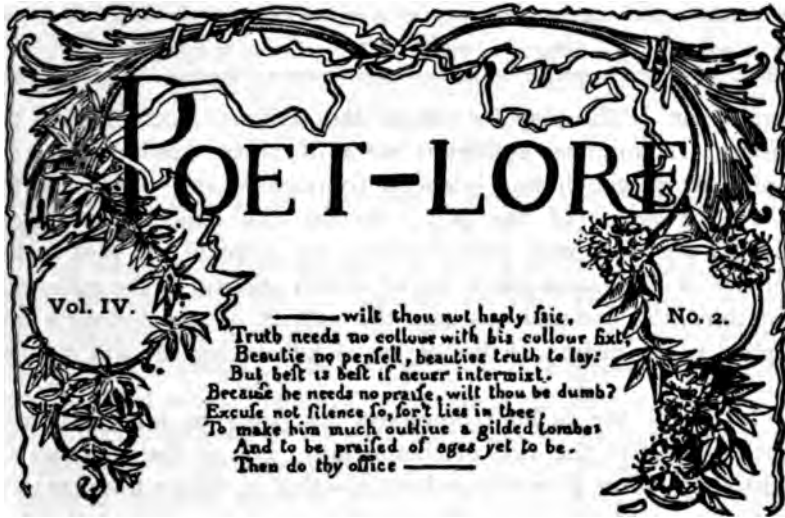 POET-LORE
Vol. IV.
No. 2.
——wilt thou not haply ſaie,
Truth needs no collour with his collour fixt,
Beautie no penſell, beauties truth to lay:
But beſt is beſt if neuer intermixt.
Becauſe he needs no praiſe, wilt thou be dumb?
Excuſe not ſilence ſo, for't lies in thee,
To make him much outliue a gilded tombe:
And to be praiſed of ages yet to be.
Then do thy office ——